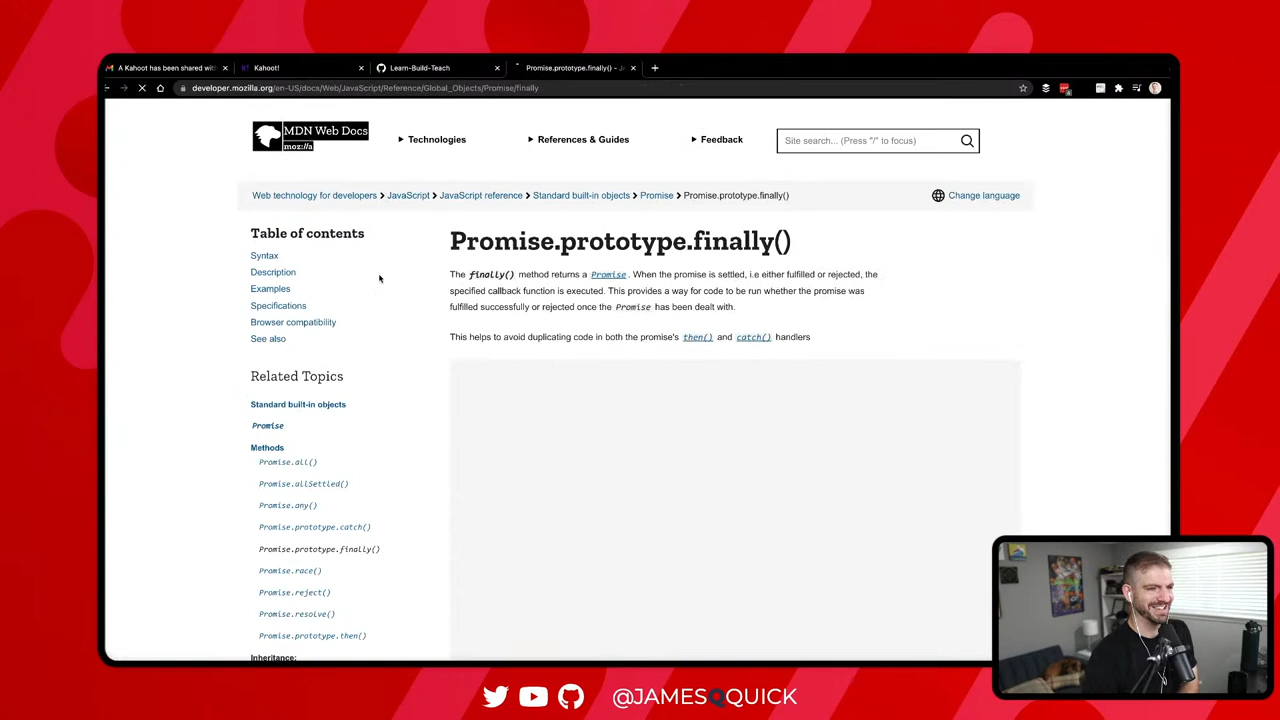 A Kahoot has been shared with
Kahoot!
Learn-Build-Teach
Promise.prototype.finally() - Ja
developer.mozilla.org/en-US/docs/Web/JavaScript/Reference/Global_Objects/Promise/finally
MDN Web Docs
moz://a
Technologies
References & Guides
Feedback
Site search... (Press "/" to focus)
Web technology for developers
JavaScript
JavaScript reference
Standard built-in objects
Promise
Promise.prototype.finally()
Change language
Table of contents
Syntax
Description
Examples
Specifications
Browser compatibility
See also
Related Topics
Standard built-in objects
Promise
Methods
Promise.all()
Promise.allSettled()
Promise.any()
Promise.prototype.catch()
Promise.prototype.finally()
Promise.race()
Promise.reject()
Promise.resolve()
Promise.prototype.then()
Inheritance:
Promise.prototype.finally()
The finally() method returns a Promise. When the promise is settled, i.e either fulfilled or rejected, the
specified callback function is executed. This provides a way for code to be run whether the promise was
fulfilled successfully or rejected once the Promise has been dealt with.
This helps to avoid duplicating code in both the promise's then() and catch() handlers
@JAMESQQUICK